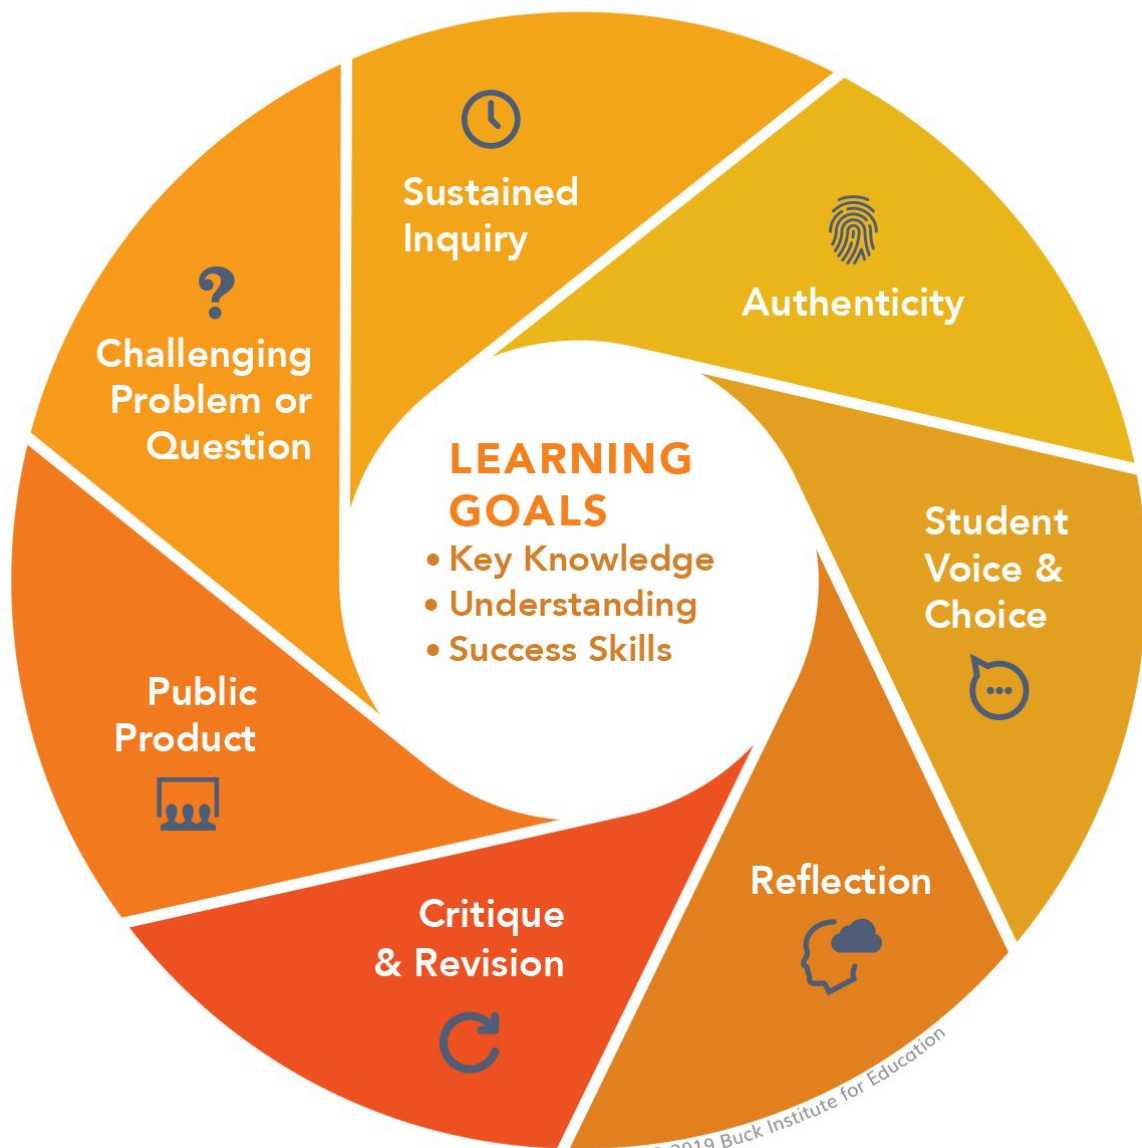 Sustained
Inquiry
Authenticity
?
Challenging
Problem or
Question
LEARNING
GOALS
• Key Knowledge
• Understanding
• Success Skills
Student
Voice &
Choice
Public
Product
Reflection
Critique
& Revision
2019 Buck Institute for Education